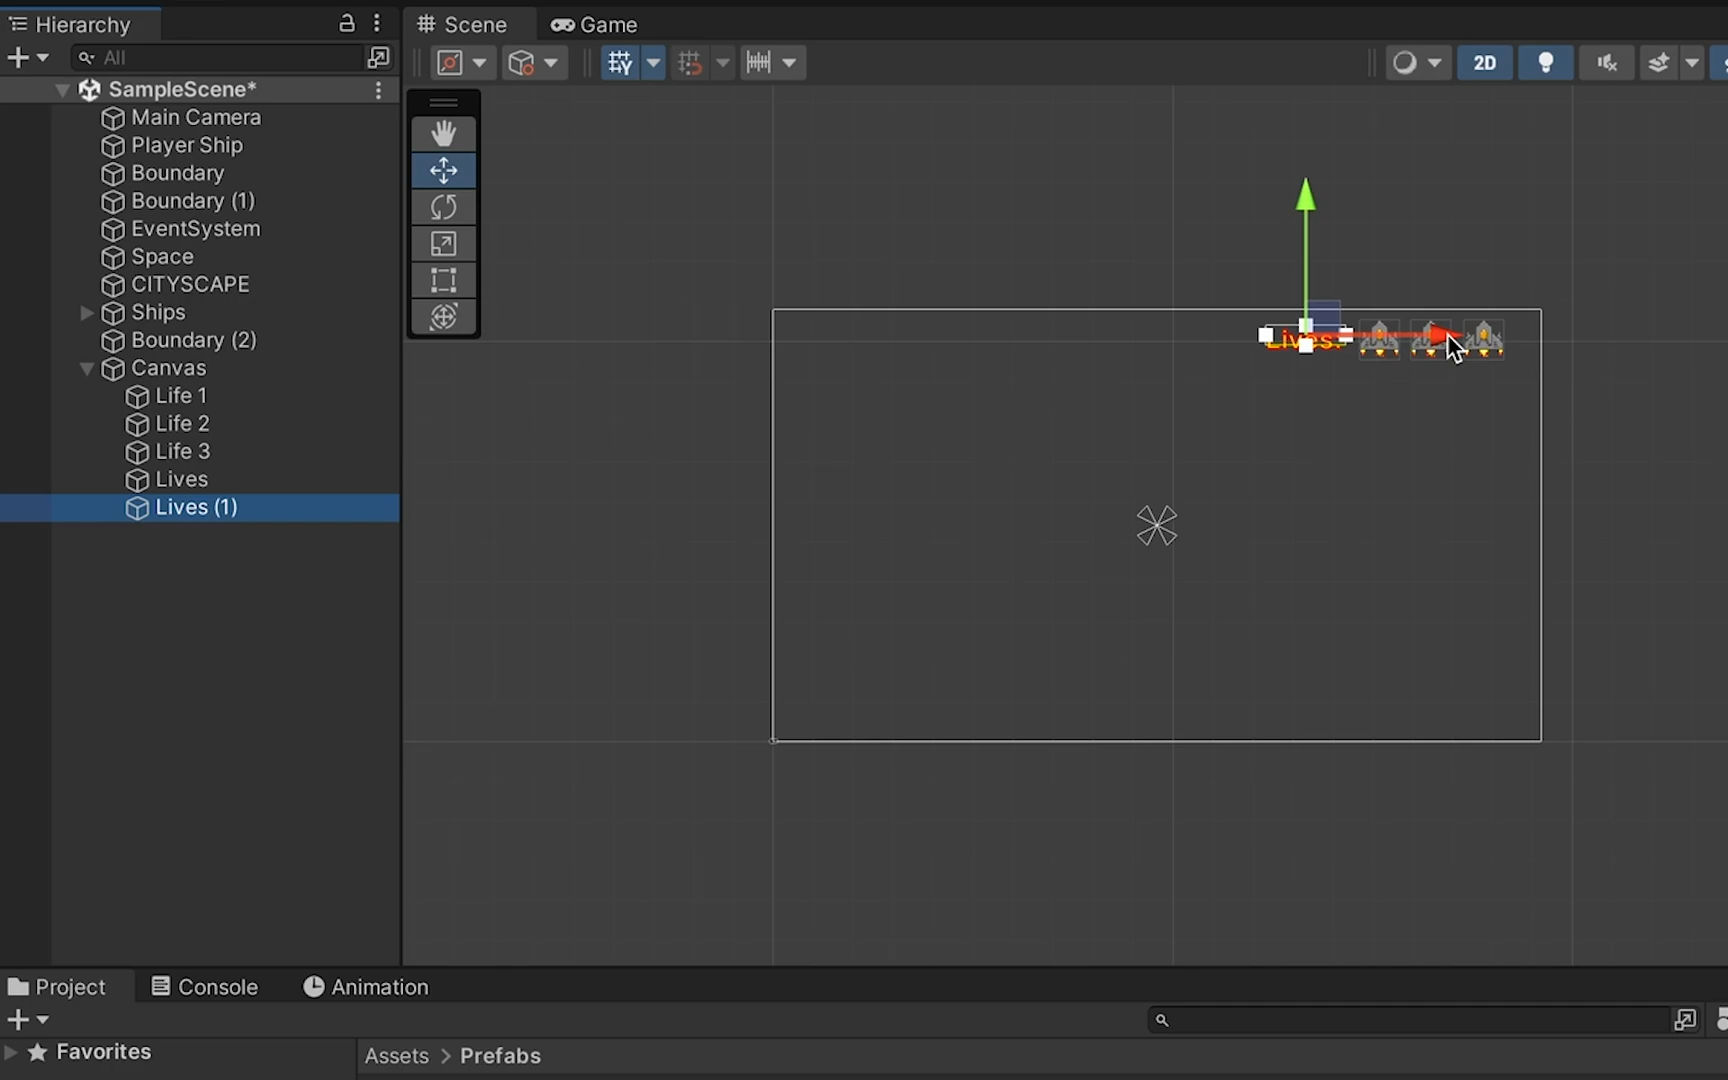 Hierarchy
Scene
Game
All
2D
SampleScene*
Main Camera
Player Ship
Boundary
Boundary (1)
EventSystem
Space
CITYSCAPE
Ships
Boundary (2)
Canvas
Life 1
Life 2
Life 3
Lives
Lives (1)
Lives:
Project
Console
Animation
Favorites
Assets > Prefabs